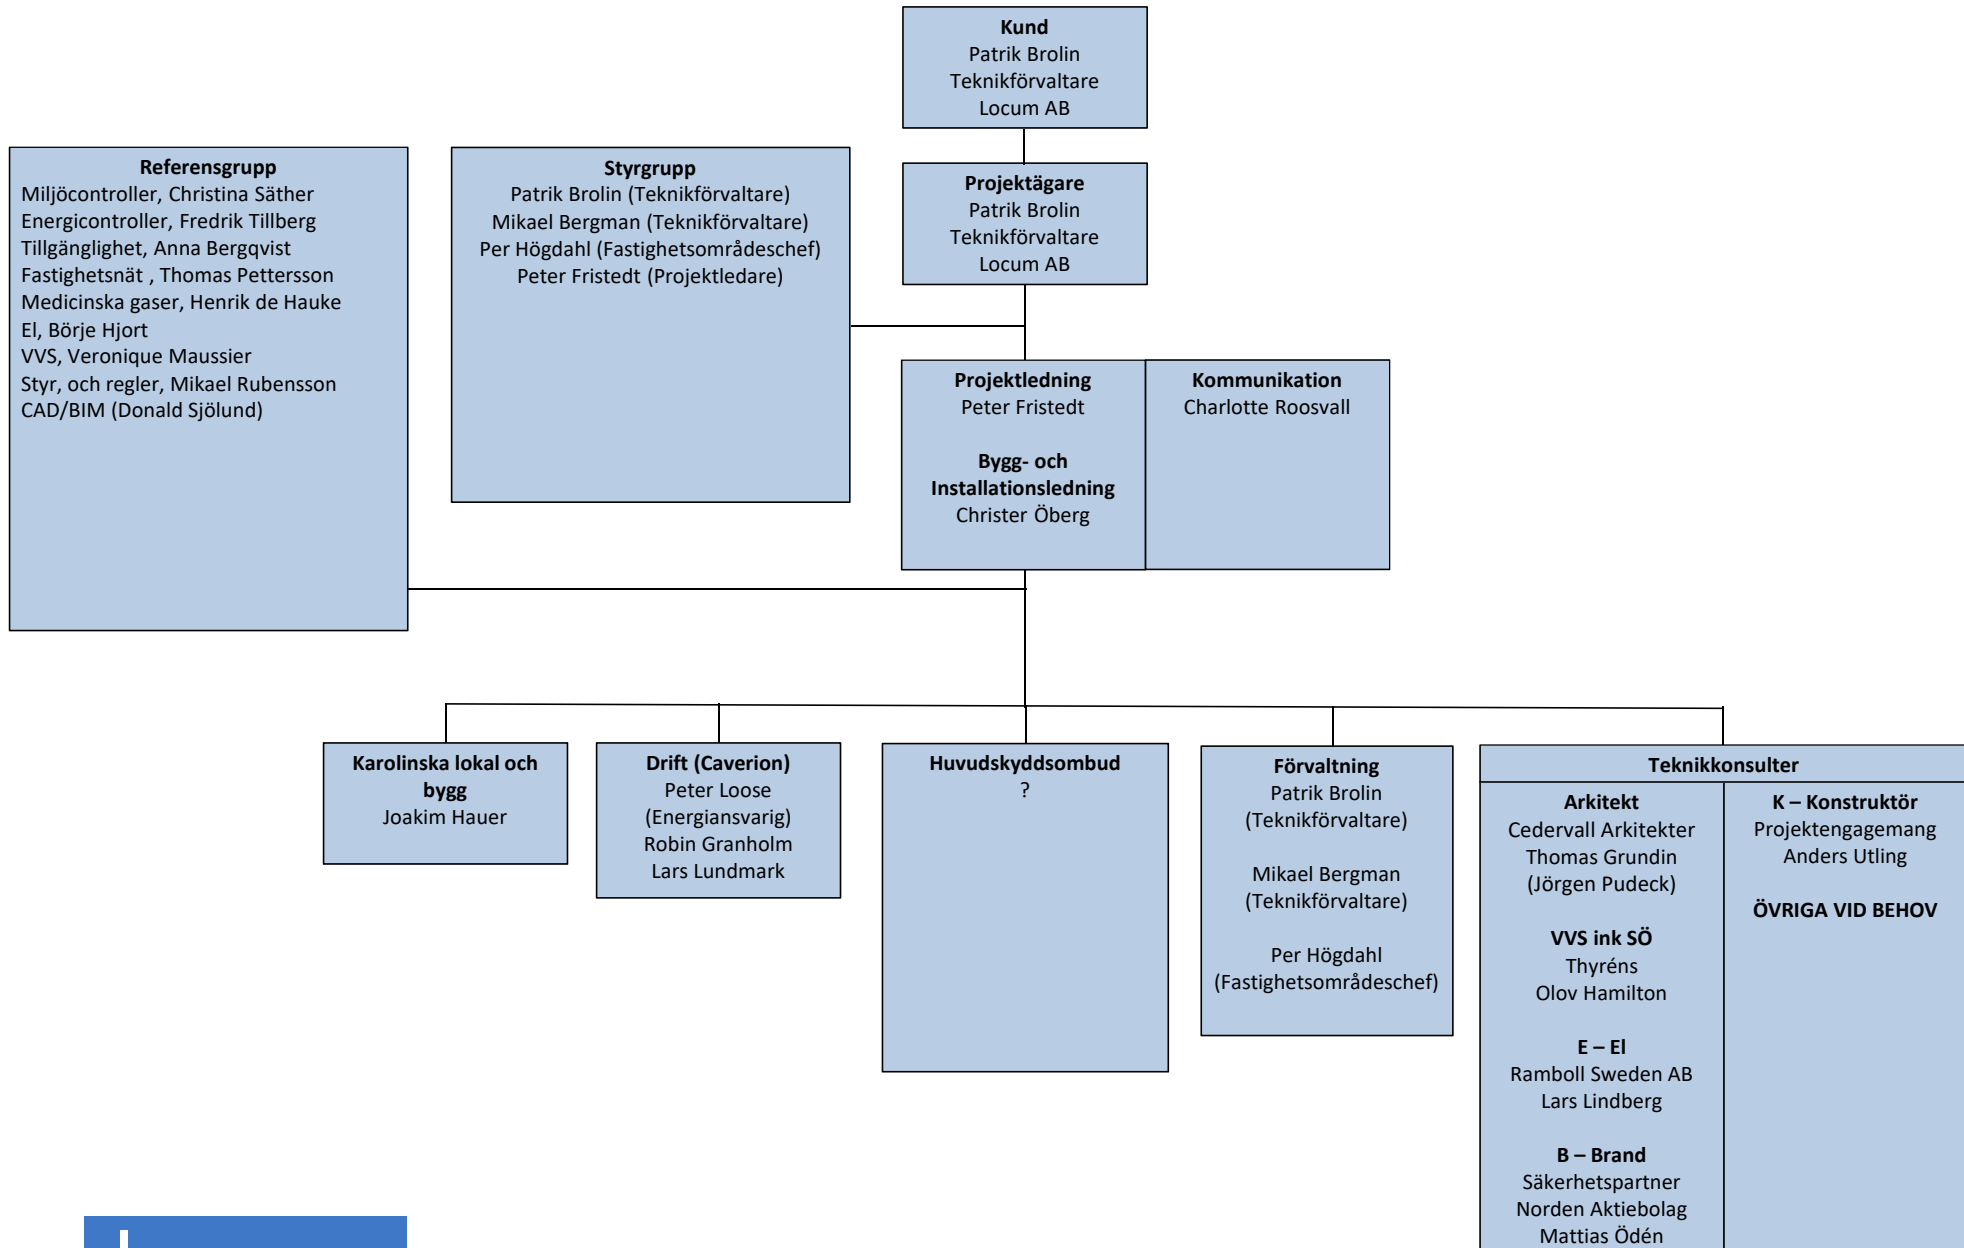 Kund
Patrik Brolin
Teknikförvaltare
Locum AB
Referensgrupp
Miljöcontroller, Christina Säther
Energicontroller, Fredrik Tillberg
Tillgänglighet, Anna Bergqvist
Fastighetsnät , Thomas Pettersson
Medicinska gaser, Henrik de Hauke
El, Börje Hjort
VVS, Veronique Maussier
Styr, och regler, Mikael Rubensson
CAD/BIM (Donald Sjölund)
Styrgrupp
Patrik Brolin (Teknikförvaltare)
Mikael Bergman (Teknikförvaltare)
Per Högdahl (Fastighetsområdeschef)
Peter Fristedt (Projektledare)
Projektägare
Patrik Brolin
Teknikförvaltare
Locum AB
Projektledning
Peter Fristedt
Bygg- och
Installationsledning
Christer Öberg
Kommunikation
Charlotte Roosvall
Karolinska lokal och
bygg
Joakim Hauer
Drift (Caverion)
Peter Loose
(Energiansvarig)
Robin Granholm
Lars Lundmark
Huvudskyddsombud
?
Förvaltning
Patrik Brolin
(Teknikförvaltare)
Mikael Bergman
(Teknikförvaltare)
Per Högdahl
(Fastighetsområdeschef)
Teknikkonsulter
Arkitekt
Cedervall Arkitekter
Thomas Grundin
(Jörgen Pudeck)
VVS ink SÖ
Thyréns
Olov Hamilton
E – El
Ramboll Sweden AB
Lars Lindberg
B – Brand
Säkerhetspartner
Norden Aktiebolag
Mattias Ödén
K – Konstruktör
Projektengagemang
Anders Utling
ÖVRIGA VID BEHOV